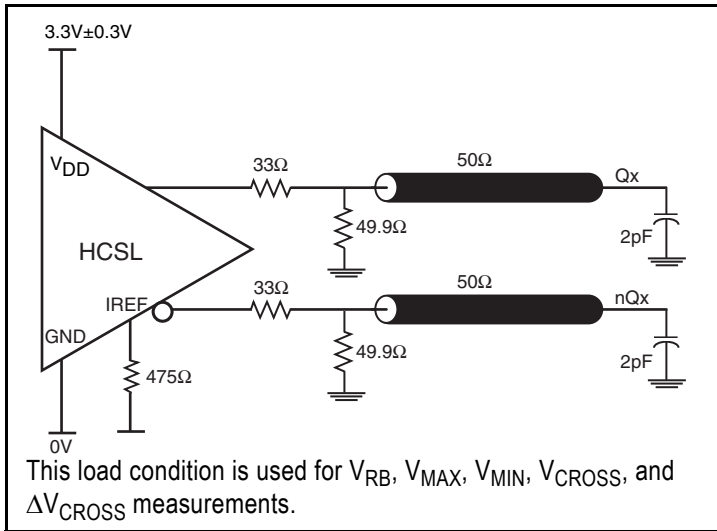 3.3V±0.3V
VDD
33Ω
50Ω
Qx
49.9Ω
2pF
HCSL
33Ω
50Ω
nQx
IREF
GND
49.9Ω
2pF
475Ω
0V
This load condition is used for VRB, VMAX, VMIN, VCROSS, and
ΔVCROSS measurements.